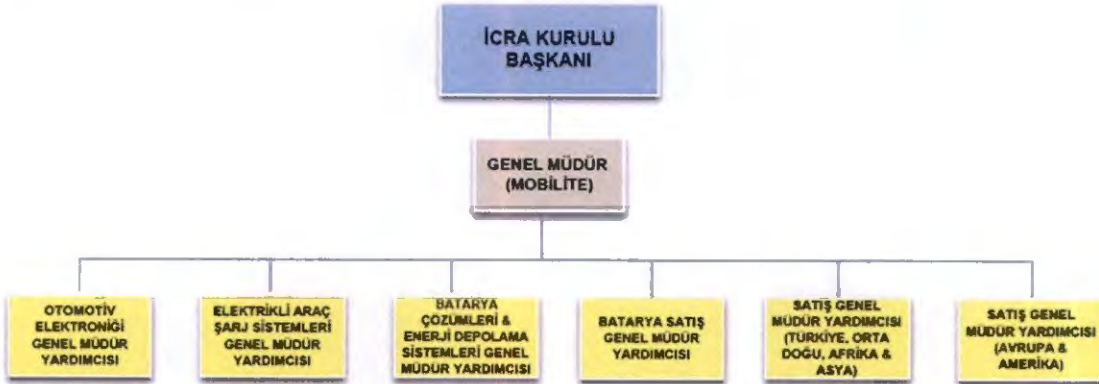 İCRA KURULU
BAŞKANI
GENEL MÜDÜR
(MOBİLİTE)
OTOMOTİV
ELEKTRONİĞİ
GENEL MÜDÜR
YARDIMCISI
ELEKTRİKLİ ARAÇ
ŞARJ SİSTEMLERİ
GENEL MÜDÜR
YARDIMCISI
BATARYA
ÇÖZÜMLERİ &
ENERJİ DEPOLAMA
SİSTEMLERİ GENEL
MÜDÜR YARDIMCISI
BATARYA SATIŞ
GENEL MÜDÜR
YARDIMCISI
SATIŞ GENEL
MÜDÜR YARDIMCISI
(TÜRKİYE, ORTA
DOĞU, AFRİKA &
ASYA)
SATIŞ GENEL
MÜDÜR YARDIMCISI
(AVRUPA &
AMERİKA)